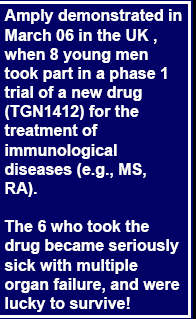 Amply demonstrated in
March 06 in the UK ,
when 8 young men
took part in a phase 1
trial of a new drug
(TGN1412) for the
treatment of
immunological
diseases (e.g., MS,
RA).

The 6 who took the
drug became seriously
sick with multiple
organ failure, and were
lucky to survive!